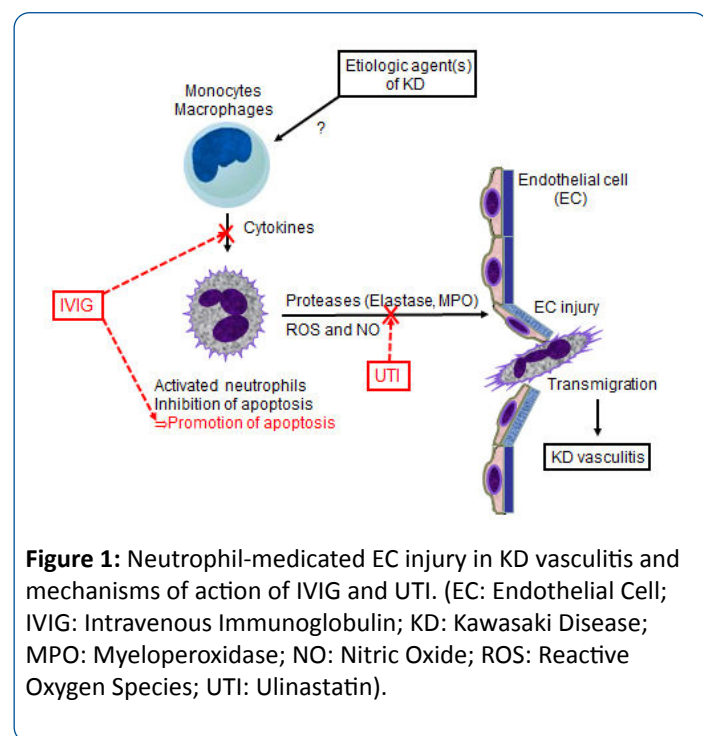 Etiologic agent(s)
of KD
Monocytes
Macrophages
?
Endothelial cell
(EC)
Cytokines
IVIG
Proteases (Elastase, MPO)
ROS and NO
EC injury
UTI
Transmigration
Activated neutrophils
Inhibition of apoptosis
⇒Promotion of apoptosis
KD vasculitis
Figure 1: Neutrophil-medicated EC injury in KD vasculitis and
mechanisms of action of IVIG and UTI. (EC: Endothelial Cell;
IVIG: Intravenous Immunoglobulin; KD: Kawasaki Disease;
MPO: Myeloperoxidase; NO: Nitric Oxide; ROS: Reactive
Oxygen Species; UTI: Ulinastatin).